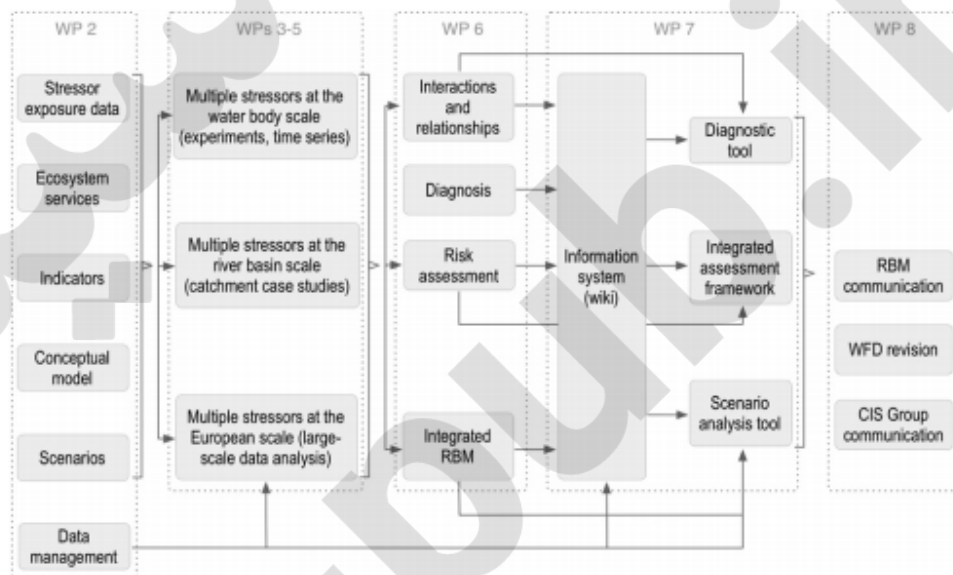 WP 2
WPs 3-5
WP 6
WP 7
WP 8
Stressor
exposure data
Ecosystem
services
Indicators
Conceptual
model
Scenarios
Data
management
Multiple stressors at the
water body scale
(experiments, time series)
Multiple stressors at the
river basin scale
(catchment case studies)
Multiple stressors at the
European scale (large-
scale data analysis)
Interactions
and
relationships
Diagnosis
Risk
assessment
Integrated
RBM
Information
system
(wiki)
Diagnostic
tool
Integrated
assessment
framework
Scenario
analysis tool
RBM
communication
WFD revision
CIS Group
communication